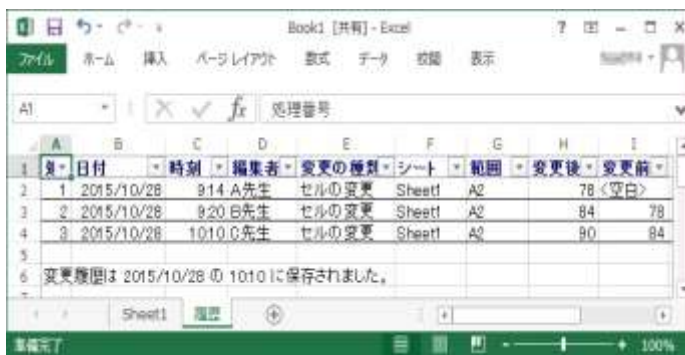 Book1 [共有] - Excel
ファイル ホーム 挿入 ページ レイアウト 数式 データ 校閲 表示
A1 fx 処理番号
A B C D E F G H I
1 日付 時刻 編集者 変更の種類 シート 範囲 変更後 変更前
2 1 2015/10/28 9:14 A先生 セルの変更 Sheet1 A2 78 <空白>
3 2 2015/10/28 9:20 B先生 セルの変更 Sheet1 A2 84 78
4 3 2015/10/28 10:10 C先生 セルの変更 Sheet1 A2 90 84
5
6 変更履歴は 2015/10/28 の 10:10 に保存されました。
Sheet1 履歴
準備完了 100%